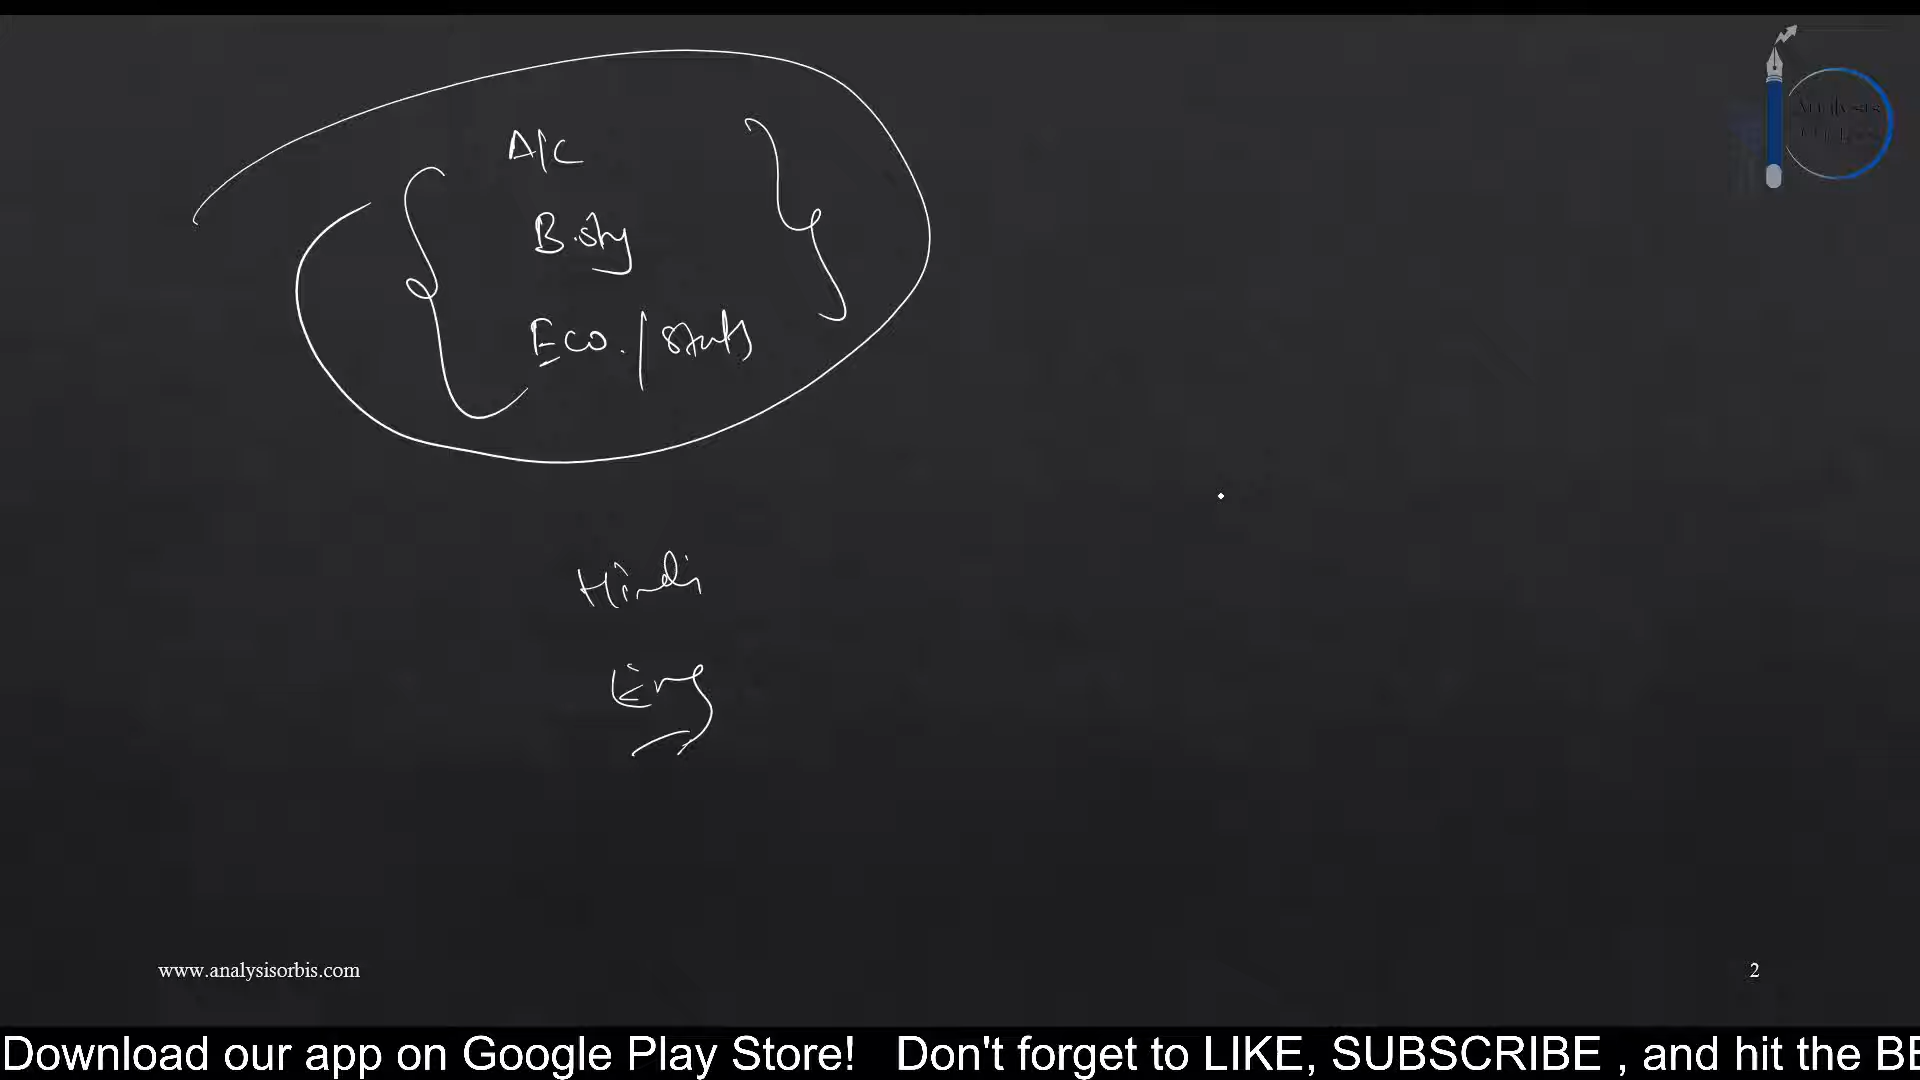 A/C
B.Sty
Eco./Stats
Hindi
Eng
www.analysisorbis.com
2
Download our app on Google Play Store! Don't forget to LIKE, SUBSCRIBE , and hit the BE